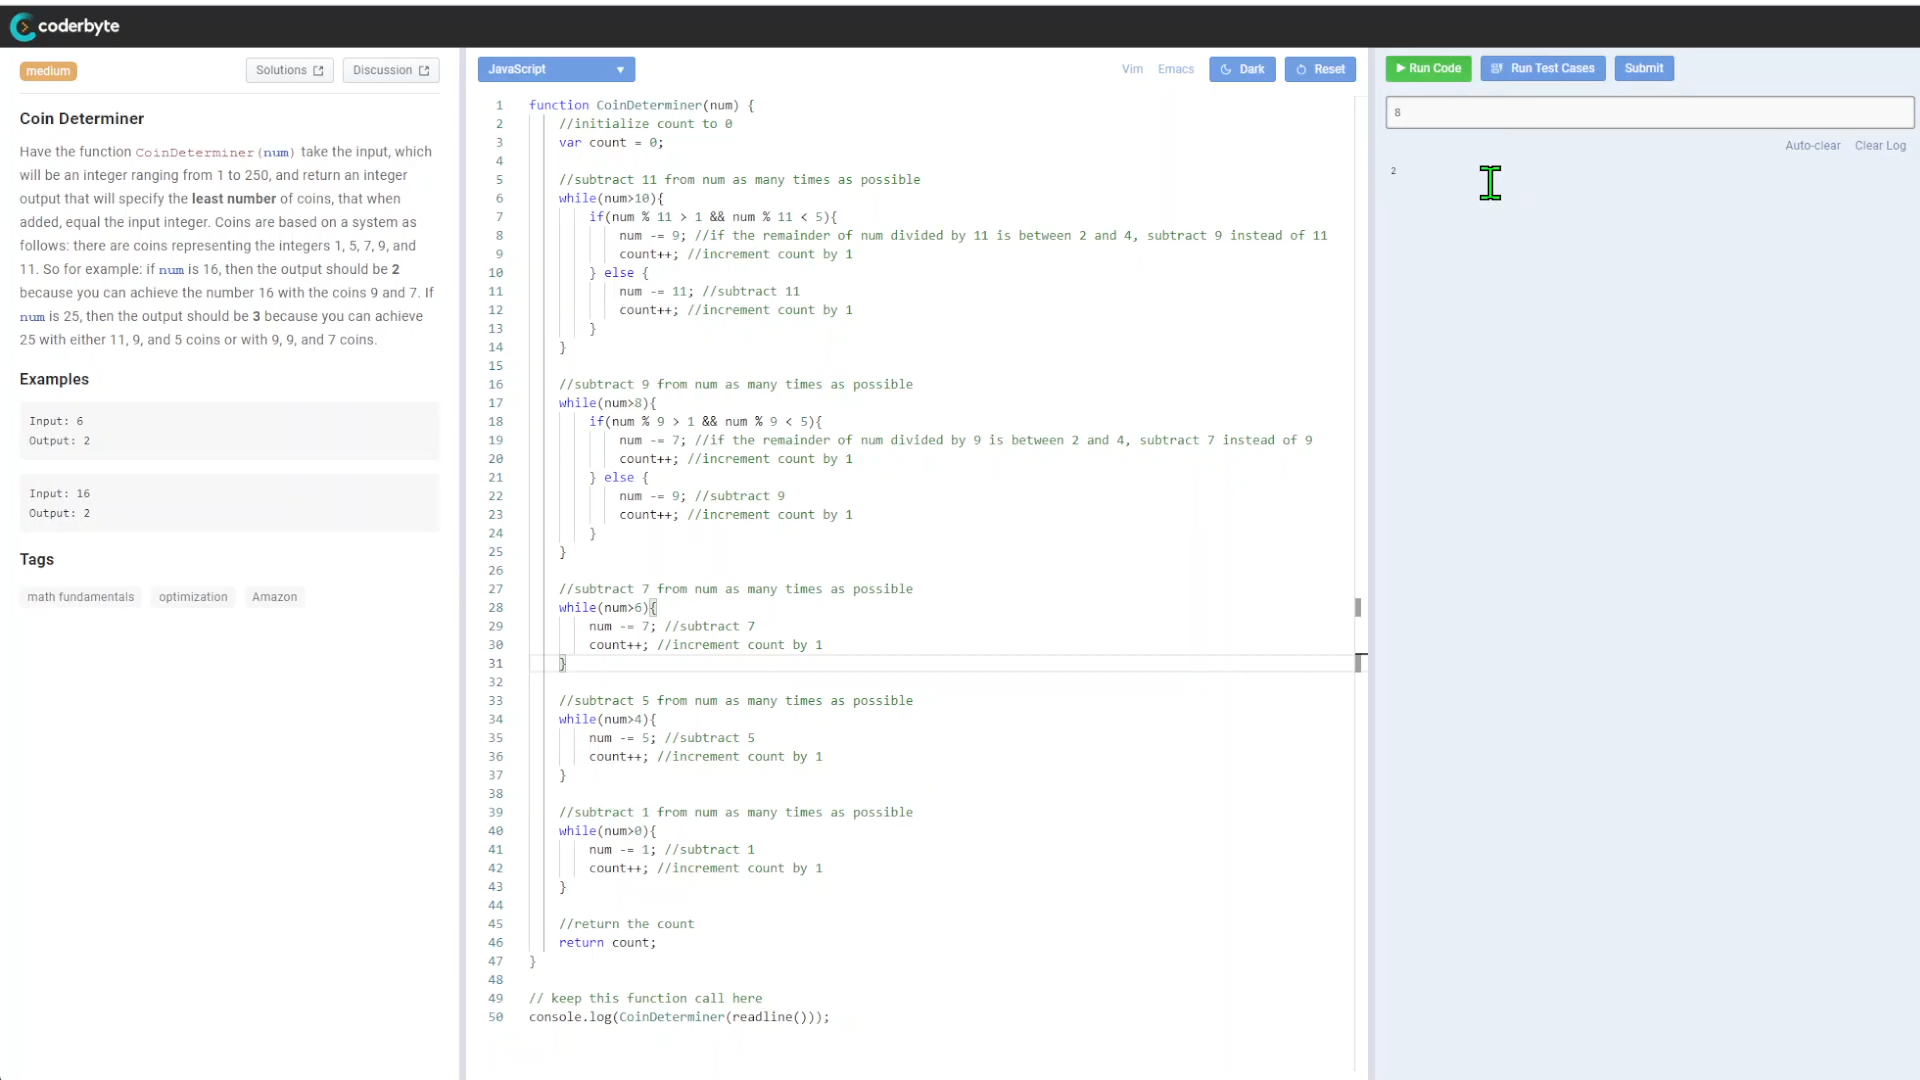 coderbyte
medium
Solutions
Discussion
Coin Determiner
Have the function CoinDeterminer(num) take the input, which
will be an integer ranging from 1 to 250, and return an integer
output that will specify the least number of coins, that when
added, equal the input integer. Coins are based on a system as
follows: there are coins representing the integers 1, 5, 7, 9, and
11. So for example: if num is 16, then the output should be 2
because you can achieve the number 16 with the coins 9 and 7. If
num is 25, then the output should be 3 because you can achieve
25 with either 11, 9, and 5 coins or with 9, 9, and 7 coins.
Examples
Input: 6
Output: 2
Input: 16
Output: 2
Tags
math fundamentals
optimization
Amazon
JavaScript
Vim
Emacs
Dark
Reset
1 function CoinDeterminer(num) {
2 //initialize count to 0
3 var count = 0;
4
5 //subtract 11 from num as many times as possible
6 while(num>10){
7 if(num % 11 > 1 && num % 11 < 5){
8 num -= 9; //if the remainder of num divided by 11 is between 2 and 4, subtract 9 instead of 11
9 count++; //increment count by 1
10 } else {
11 num -= 11; //subtract 11
12 count++; //increment count by 1
13 }
14 }
15
16 //subtract 9 from num as many times as possible
17 while(num>8){
18 if(num % 9 > 1 && num % 9 < 5){
19 num -= 7; //if the remainder of num divided by 9 is between 2 and 4, subtract 7 instead of 9
20 count++; //increment count by 1
21 } else {
22 num -= 9; //subtract 9
23 count++; //increment count by 1
24 }
25 }
26
27 //subtract 7 from num as many times as possible
28 while(num>6){
29 num -= 7; //subtract 7
30 count++; //increment count by 1
31 }
32
33 //subtract 5 from num as many times as possible
34 while(num>4){
35 num -= 5; //subtract 5
36 count++; //increment count by 1
37 }
38
39 //subtract 1 from num as many times as possible
40 while(num>0){
41 num -= 1; //subtract 1
42 count++; //increment count by 1
43 }
44
45 //return the count
46 return count;
47 }
48
49 // keep this function call here
50 console.log(CoinDeterminer(readline()));
Run Code
Run Test Cases
Submit
8
Auto-clear
Clear Log
2